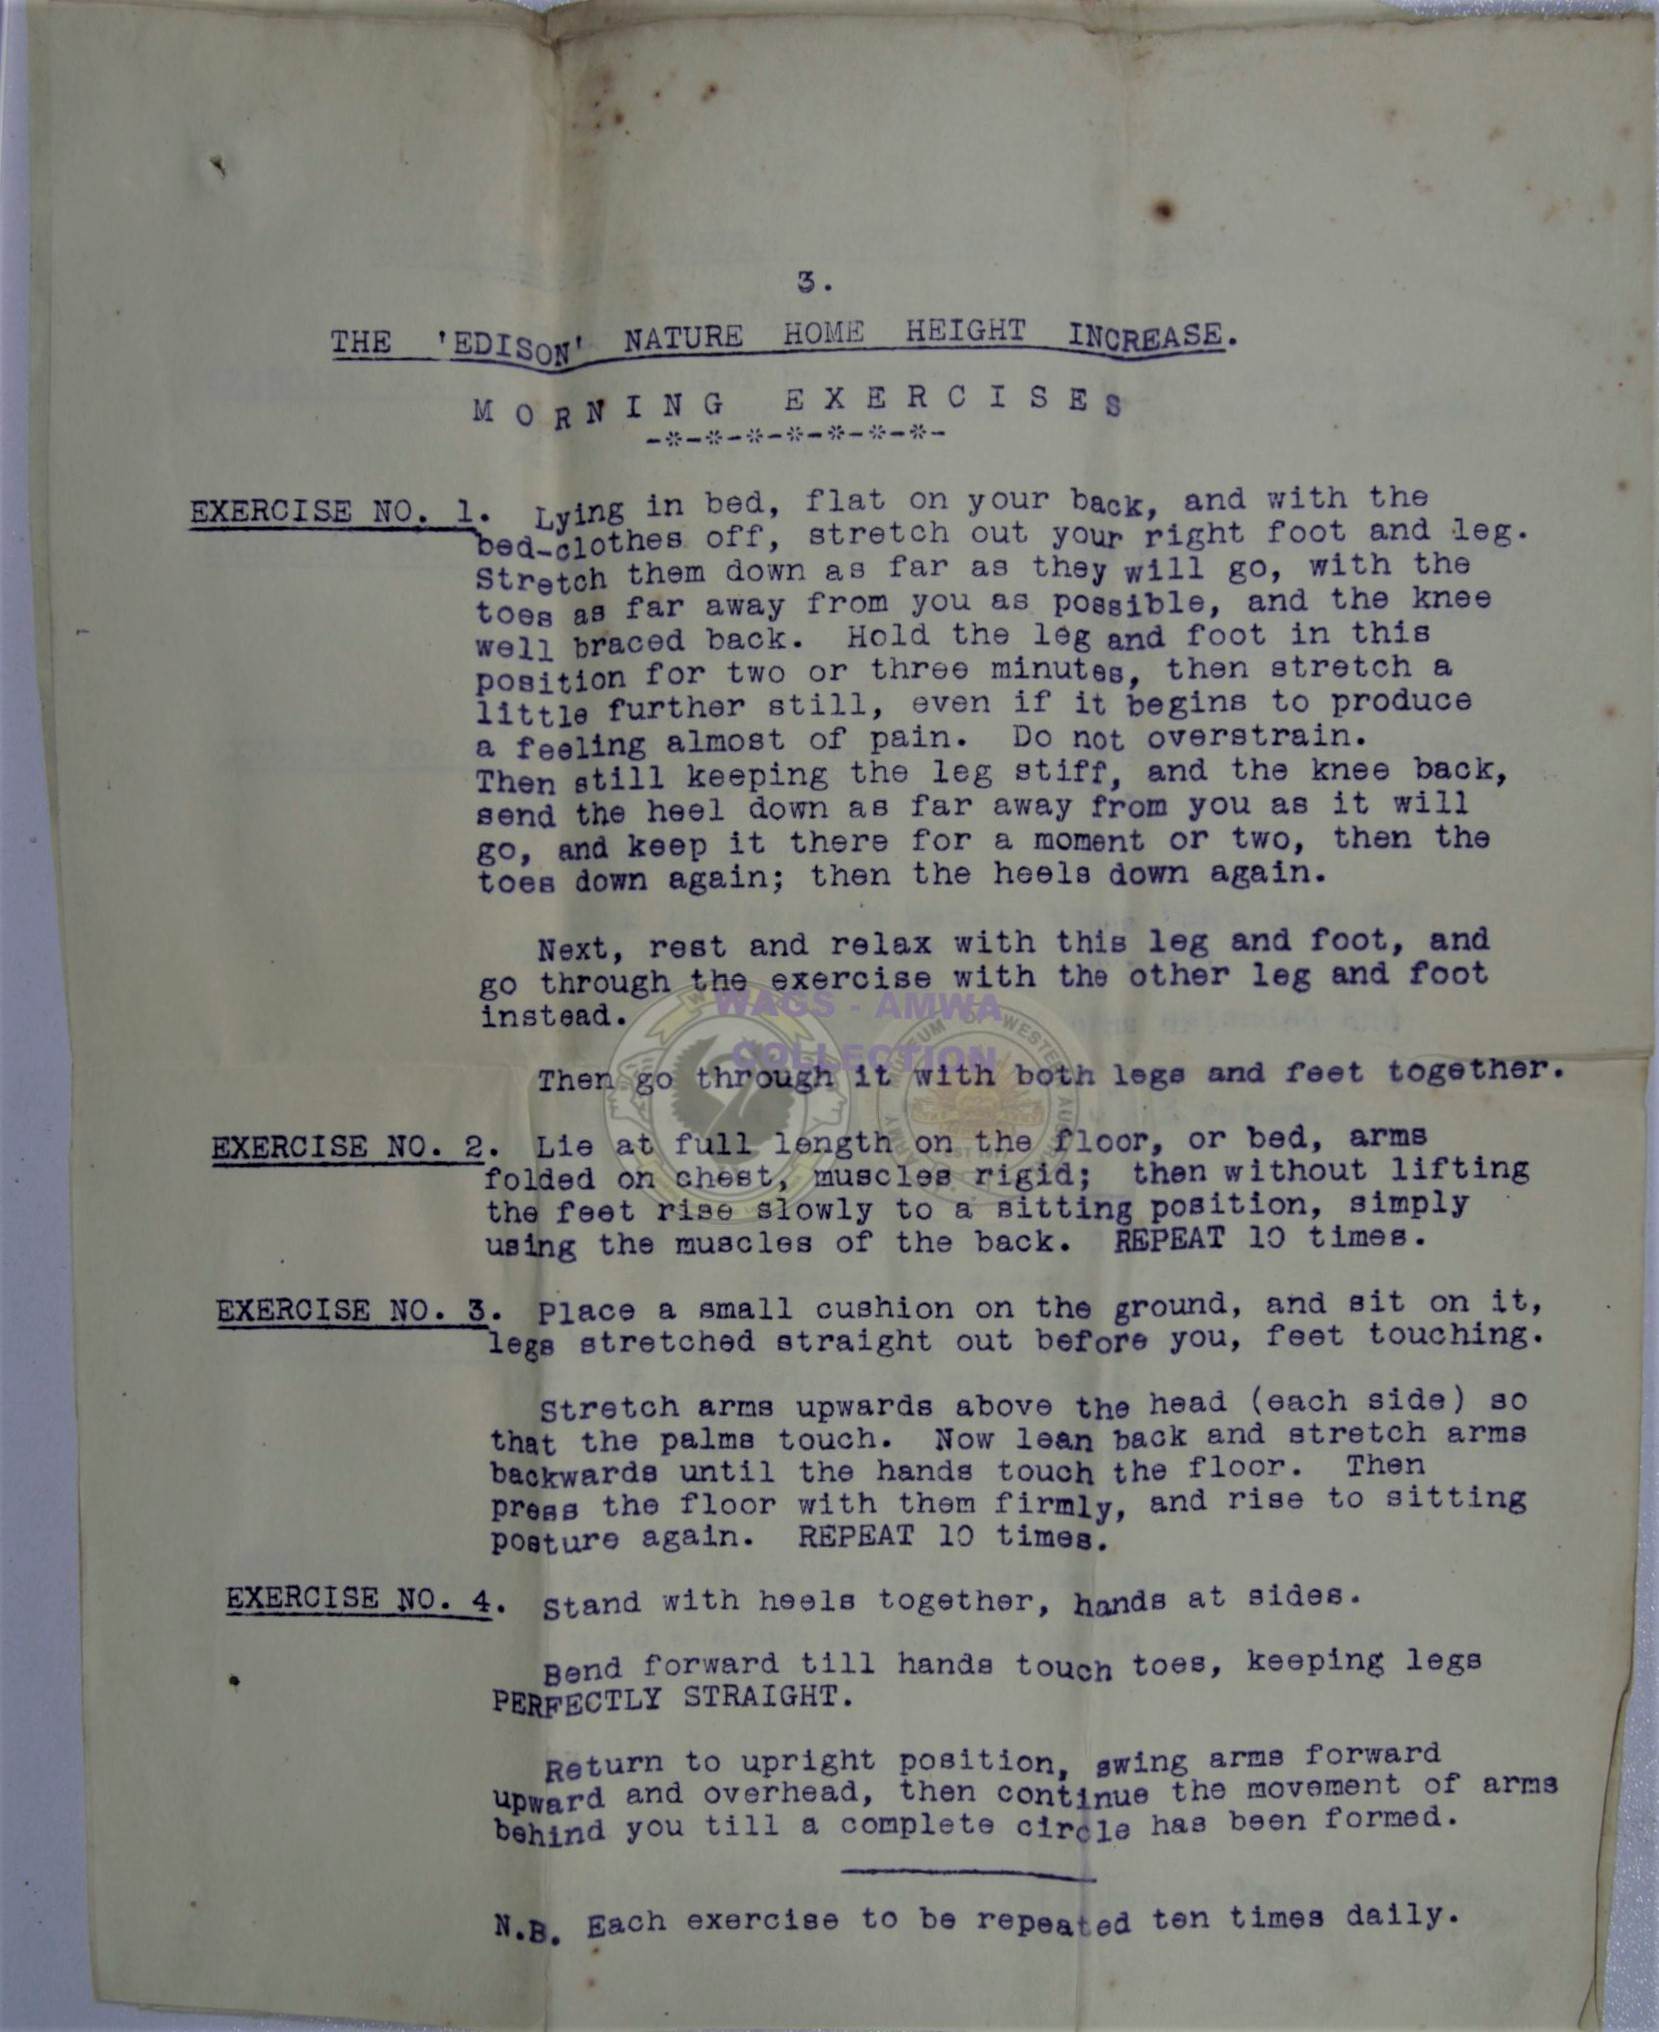 3.
THE 'EDISON' NATURE HOME HEIGHT INCREASE.
MORNING EXERCISES
-*-*-*-*-*-*-*-
EXERCISE NO. 1. Lying in bed, flat on your back, and with the
bed-clothes off, stretch out your right foot and leg.
Stretch them down as far as they will go, with the
toes as far away from you as possible, and the knee
well braced back. Hold the leg and foot in this
position for two or three minutes, then stretch a
little further still, even if it begins to produce
a feeling almost of pain. Do not overstrain.
Then still keeping the leg stiff, and the knee back,
send the heel down as far away from you as it will
go, and keep it there for a moment or two, then the
toes down again; then the heels down again.
Next, rest and relax with this leg and foot, and
go through the exercise with the other leg and foot
instead.
WAGS - AMWA
COLLECTION
Then go through it with both legs and feet together.
EXERCISE NO. 2. Lie at full length on the floor, or bed, arms
folded on chest, muscles rigid; then without lifting
the feet rise slowly to a sitting position, simply
using the muscles of the back. REPEAT 10 times.
EXERCISE NO. 3. Place a small cushion on the ground, and sit on it,
legs stretched straight out before you, feet touching.
Stretch arms upwards above the head (each side) so
that the palms touch. Now lean back and stretch arms
backwards until the hands touch the floor. Then
press the floor with them firmly, and rise to sitting
posture again. REPEAT 10 times.
EXERCISE NO. 4. Stand with heels together, hands at sides.
Bend forward till hands touch toes, keeping legs
PERFECTLY STRAIGHT.
Return to upright position, swing arms forward
upward and overhead, then continue the movement of arms
behind you till a complete circle has been formed.
N.B. Each exercise to be repeated ten times daily.